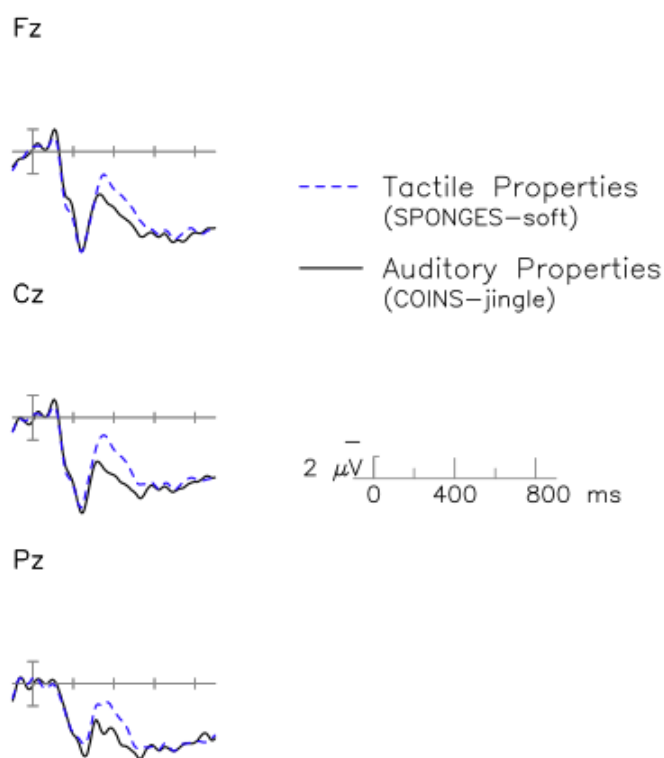 Fz
Tactile Properties
(SPONGES-soft)
Auditory Properties
(COINS-jingle)
Cz
2 μV
0 400 800 ms
Pz